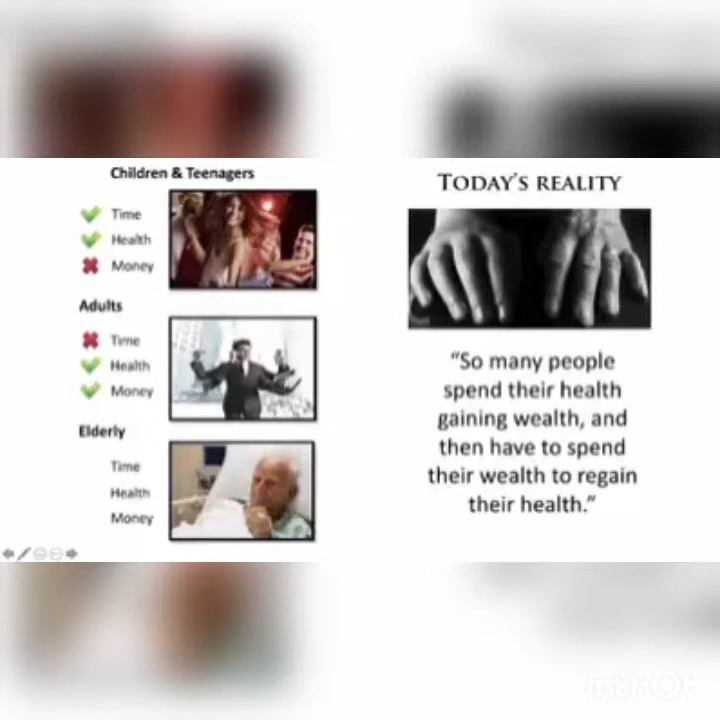 Children & Teenagers
Time
Health
Money
Adults
Time
Health
Money
Elderly
Time
Health
Money
TODAY'S REALITY
“So many people
spend their health
gaining wealth, and
then have to spend
their wealth to regain
their health.”